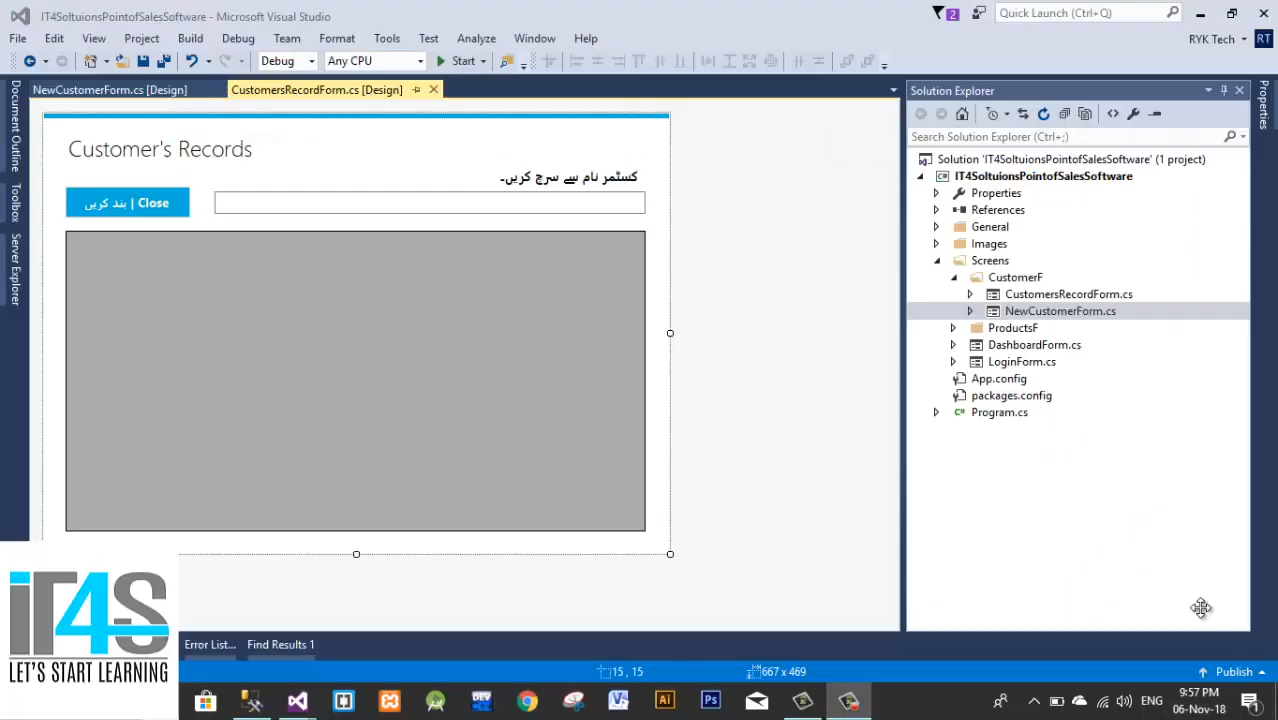 IT4SoltuionsPointofSalesSoftware - Microsoft Visual Studio
2
Quick Launch (Ctrl+Q)
File Edit View Project Build Debug Team Format Tools Test Analyze Window Help
RYK Tech RT
Debug Any CPU Start
NewCustomerForm.cs [Design] CustomersRecordForm.cs [Design]
Document Outline
Toolbox
Server Explorer
Customer's Records
کسٹمر نام سے سرچ کریں۔
بند کریں | Close
Solution Explorer
Search Solution Explorer (Ctrl+;)
Solution 'IT4SoltuionsPointofSalesSoftware' (1 project)
IT4SoltuionsPointofSalesSoftware
Properties
References
General
Images
Screens
CustomerF
CustomersRecordForm.cs
NewCustomerForm.cs
ProductsF
DashboardForm.cs
LoginForm.cs
App.config
packages.config
Program.cs
Properties
iT4S
LET'S START LEARNING
Error List... Find Results 1
15 , 15 667 x 469 Publish
DEV Ai Ps
ENG 9:57 PM
06-Nov-18
1